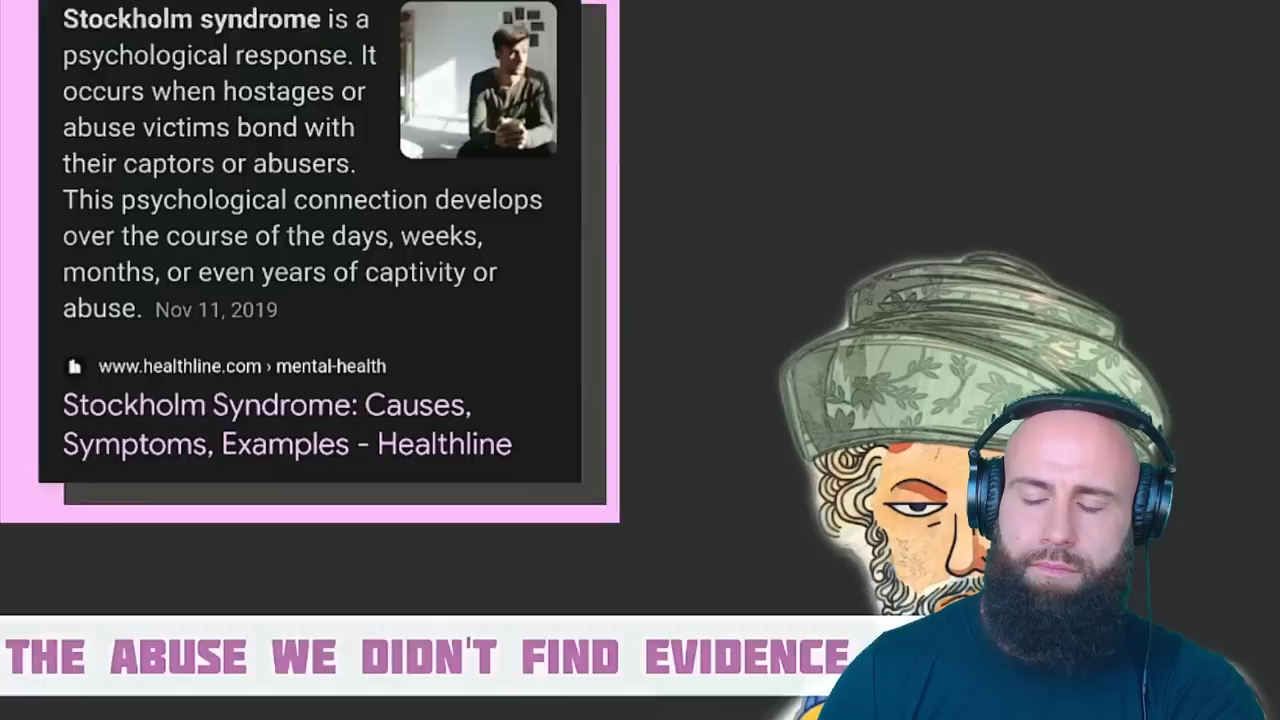 Stockholm syndrome is a
psychological response. It
occurs when hostages or
abuse victims bond with
their captors or abusers.
This psychological connection develops
over the course of the days, weeks,
months, or even years of captivity or
abuse. Nov 11, 2019
www.healthline.com › mental-health
Stockholm Syndrome: Causes,
Symptoms, Examples - Healthline
THE ABUSE WE DIDN'T FIND EVIDENCE